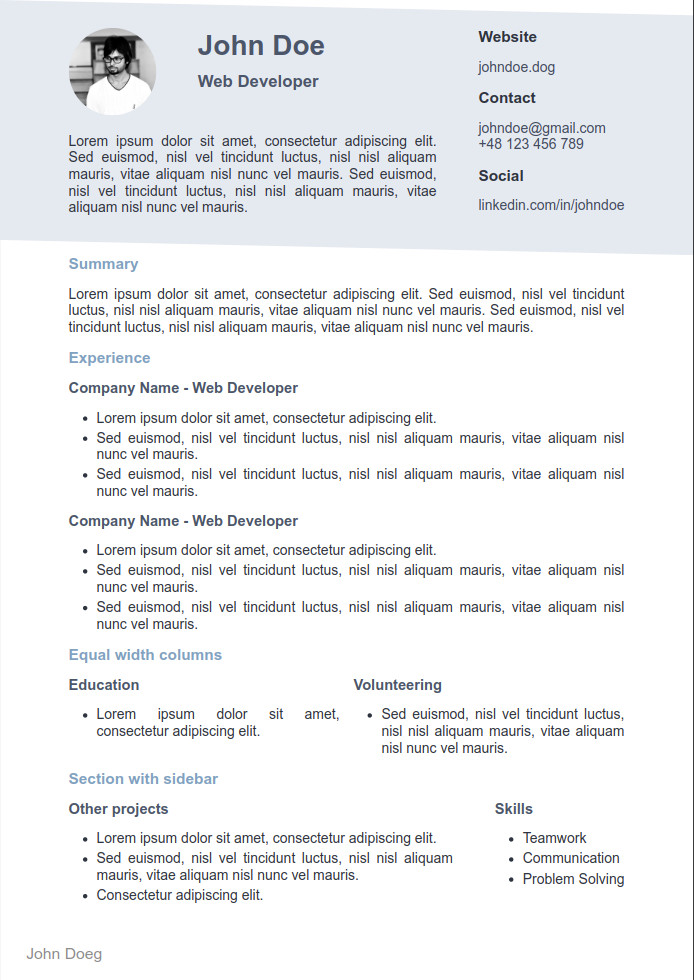 John Doe
Web Developer
Lorem ipsum dolor sit amet, consectetur adipiscing elit.
Sed euismod, nisl vel tincidunt luctus, nisl nisl aliquam
mauris, vitae aliquam nisl nunc vel mauris. Sed euismod,
nisl vel tincidunt luctus, nisl nisl aliquam mauris, vitae
aliquam nisl nunc vel mauris.
Website
johndoe.dog
Contact
johndoe@gmail.com
+48 123 456 789
Social
linkedin.com/in/johndoe
Summary
Lorem ipsum dolor sit amet, consectetur adipiscing elit. Sed euismod, nisl vel tincidunt
luctus, nisl nisl aliquam mauris, vitae aliquam nisl nunc vel mauris. Sed euismod, nisl vel
tincidunt luctus, nisl nisl aliquam mauris, vitae aliquam nisl nunc vel mauris.
Experience
Company Name - Web Developer
• Lorem ipsum dolor sit amet, consectetur adipiscing elit.
• Sed euismod, nisl vel tincidunt luctus, nisl nisl aliquam mauris, vitae aliquam nisl
nunc vel mauris.
• Sed euismod, nisl vel tincidunt luctus, nisl nisl aliquam mauris, vitae aliquam nisl
nunc vel mauris.
Company Name - Web Developer
• Lorem ipsum dolor sit amet, consectetur adipiscing elit.
• Sed euismod, nisl vel tincidunt luctus, nisl nisl aliquam mauris, vitae aliquam nisl
nunc vel mauris.
• Sed euismod, nisl vel tincidunt luctus, nisl nisl aliquam mauris, vitae aliquam nisl
nunc vel mauris.
Equal width columns
Education
• Lorem ipsum dolor sit amet,
consectetur adipiscing elit.
Volunteering
• Sed euismod, nisl vel tincidunt luctus,
nisl nisl aliquam mauris, vitae aliquam
nisl nunc vel mauris.
Section with sidebar
Other projects
• Lorem ipsum dolor sit amet, consectetur adipiscing elit.
• Sed euismod, nisl vel tincidunt luctus, nisl nisl aliquam
mauris, vitae aliquam nisl nunc vel mauris.
• Consectetur adipiscing elit.
Skills
• Teamwork
• Communication
• Problem Solving
John Doeg